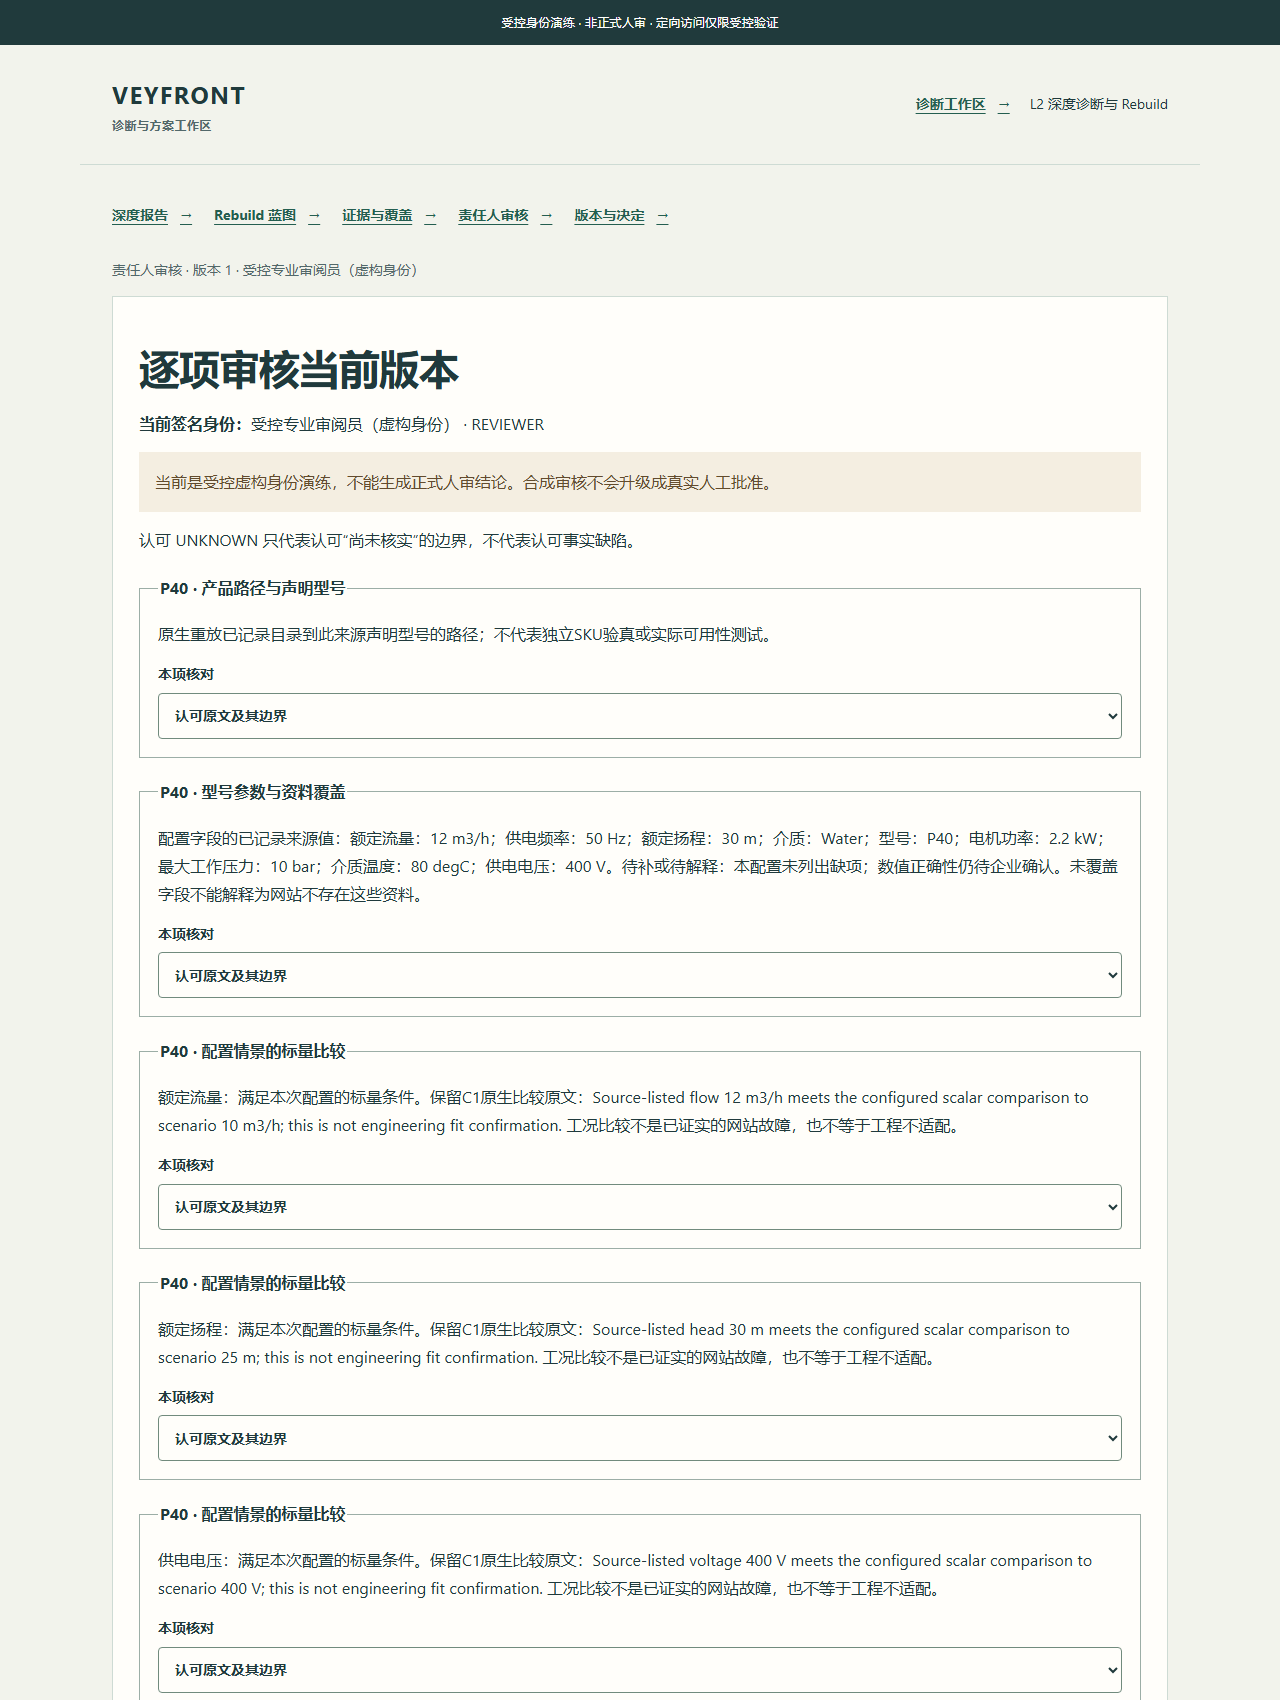 受控身份演练 · 非正式人审 · 定向访问仅限受控验证
VEYFRONT
诊断与方案工作区
诊断工作区 → L2 深度诊断与 Rebuild
深度报告 → Rebuild 蓝图 → 证据与覆盖 → 责任人审核 → 版本与决定 →
责任人审核 · 版本 1 · 受控专业审阅员（虚构身份）
逐项审核当前版本
当前签名身份：受控专业审阅员（虚构身份） · REVIEWER
当前是受控虚构身份演练，不能生成正式人审结论。合成审核不会升级成真实人工批准。
认可 UNKNOWN 只代表认可“尚未核实”的边界，不代表认可事实缺陷。
P40 · 产品路径与声明型号
原生重放已记录目录到此来源声明型号的路径；不代表独立SKU验真或实际可用性测试。
本项核对
认可原文及其边界
P40 · 型号参数与资料覆盖
配置字段的已记录来源值：额定流量：12 m3/h；供电频率：50 Hz；额定扬程：30 m；介质：Water；型号：P40；电机功率：2.2 kW；
最大工作压力：10 bar；介质温度：80 degC；供电电压：400 V。待补或待解释：本配置未列出缺项；数值正确性仍待企业确认。未覆盖
字段不能解释为网站不存在这些资料。
本项核对
认可原文及其边界
P40 · 配置情景的标量比较
额定流量：满足本次配置的标量条件。保留C1原生比较原文：Source-listed flow 12 m3/h meets the configured scalar comparison to
scenario 10 m3/h; this is not engineering fit confirmation. 工况比较不是已证实的网站故障，也不等于工程不适配。
本项核对
认可原文及其边界
P40 · 配置情景的标量比较
额定扬程：满足本次配置的标量条件。保留C1原生比较原文：Source-listed head 30 m meets the configured scalar comparison to
scenario 25 m; this is not engineering fit confirmation. 工况比较不是已证实的网站故障，也不等于工程不适配。
本项核对
认可原文及其边界
P40 · 配置情景的标量比较
供电电压：满足本次配置的标量条件。保留C1原生比较原文：Source-listed voltage 400 V meets the configured scalar comparison to
scenario 400 V; this is not engineering fit confirmation. 工况比较不是已证实的网站故障，也不等于工程不适配。
本项核对
认可原文及其边界